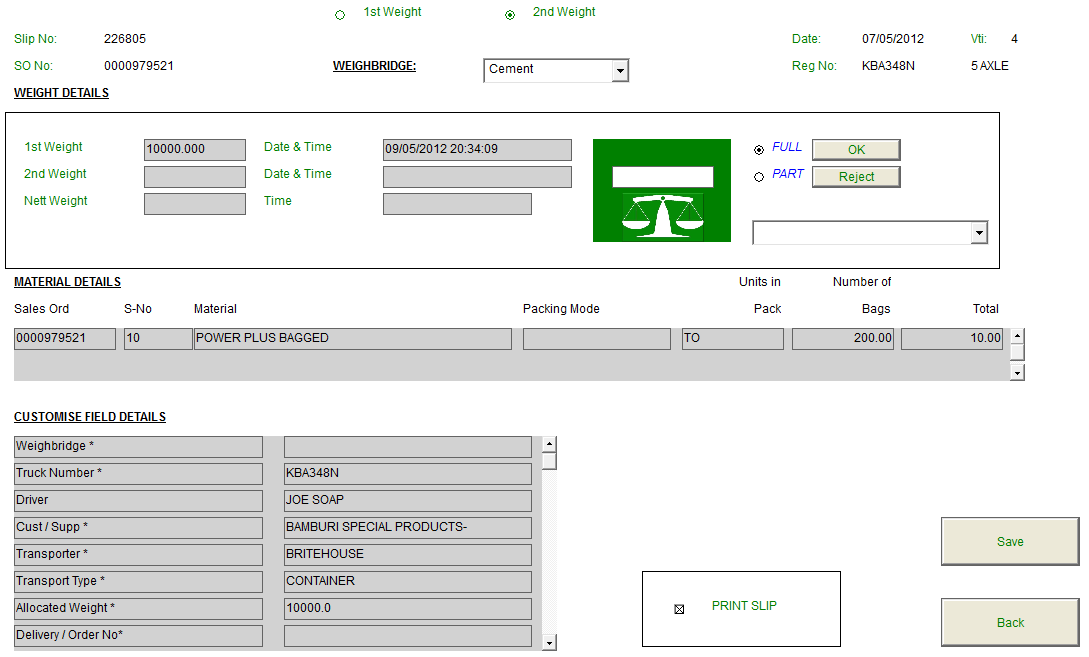 1st Weight 2nd Weight
Slip No: 226805 Date: 07/05/2012 Vti: 4
SO No: 0000979521 WEIGHBRIDGE: Cement Reg No: KBA348N 5 AXLE
WEIGHT DETAILS
1st Weight 10000.000 Date & Time 09/05/2012 20:34:09 FULL OK
2nd Weight Date & Time PART Reject
Nett Weight Time
MATERIAL DETAILS Units in Number of
Sales Ord S-No Material Packing Mode Pack Bags Total
0000979521 10 POWER PLUS BAGGED TO 200.00 10.00
CUSTOMISE FIELD DETAILS
Weighbridge *
Truck Number * KBA348N
Driver JOE SOAP
Cust / Supp * BAMBURI SPECIAL PRODUCTS-
Transporter * BRITEHOUSE
Transport Type * CONTAINER
Allocated Weight * 10000.0
Delivery / Order No*
Save
PRINT SLIP
Back